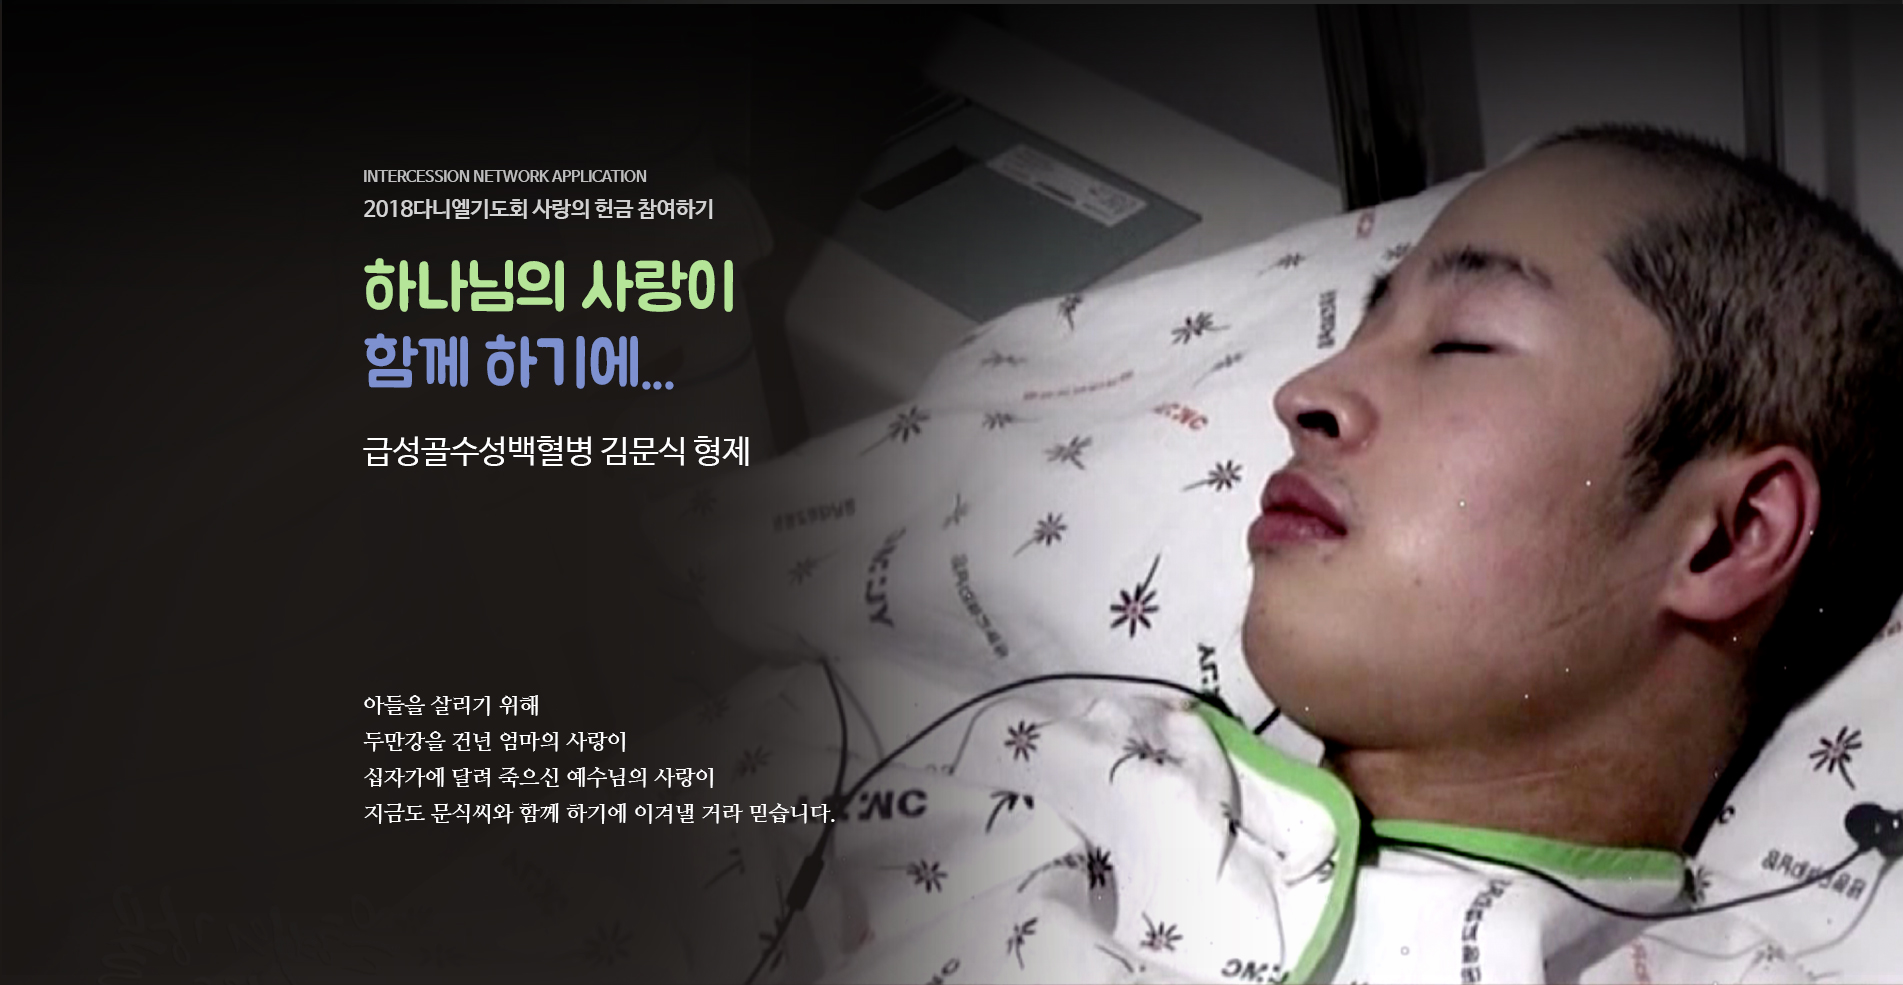 INTERCESSION NETWORK APPLICATION
2018다니엘기도회 사랑의 헌금 참여하기
하나님의 사랑이
함께 하기에...
급성골수성백혈병 김문식 형제
아들을 살리기 위해
두만강을 건넌 엄마의 사랑이
십자가에 달려 죽으신 예수님의 사랑이
지금도 문식씨와 함께 하기에 이겨낼 거라 믿습니다.